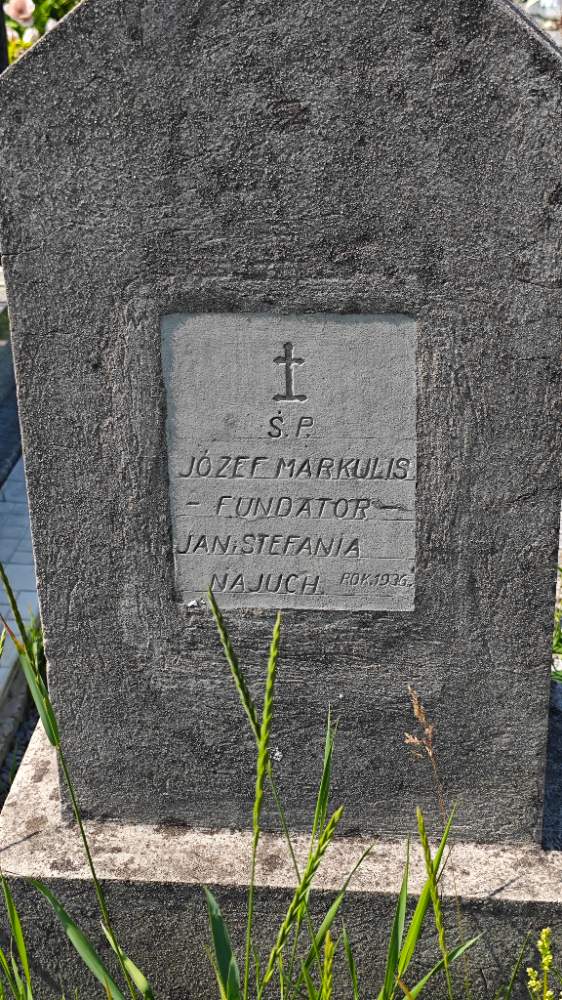 Ś.P.
JÓZEF MARKULIS
- FUNDATOR -
JAN i STEFANIA
NAJUCH. ROK 1936.